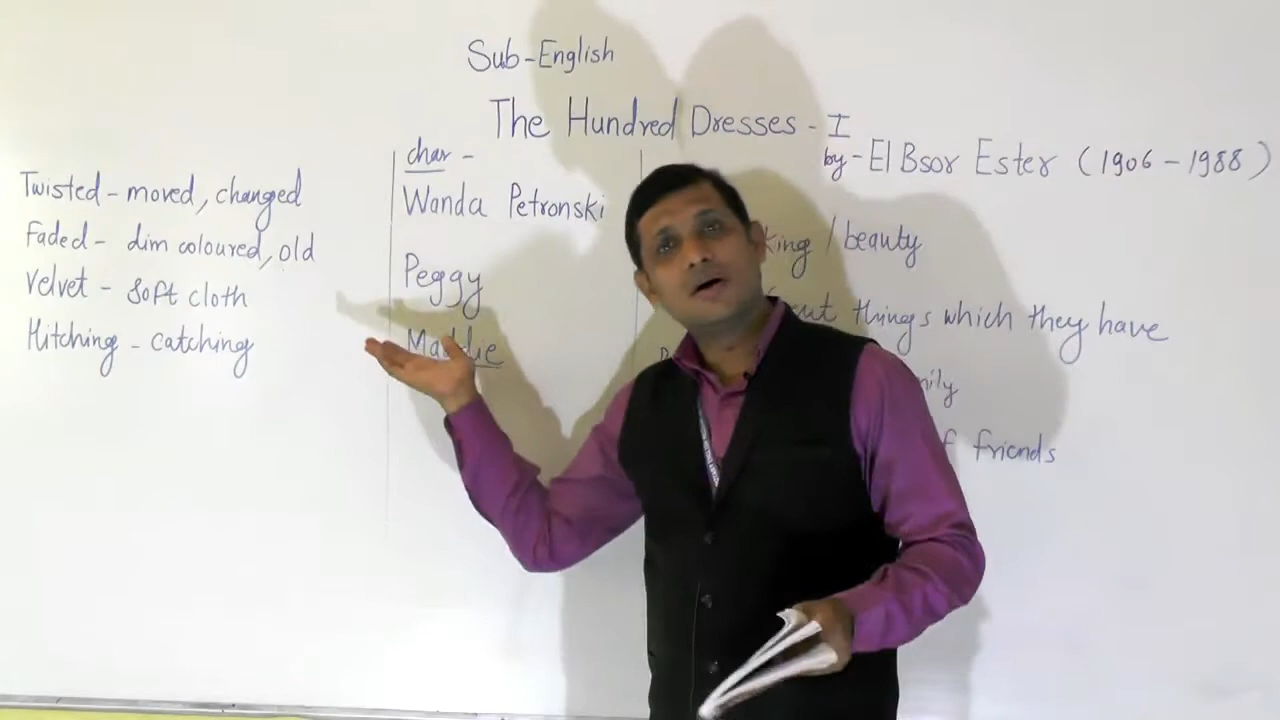 Sub-English
The Hundred Dresses - I
by - El Bsor Ester (1906 - 1988)
Twisted - moved, changed
Faded - dim coloured, old
Velvet - soft cloth
Hitching - catching
char -
Wanda Petronski
Peggy
Maddie
/ beauty
things which they have
friends